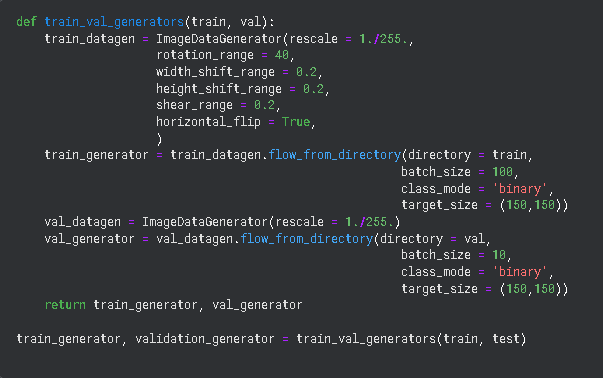 def train_val_generators(train, val):
    train_datagen = ImageDataGenerator(rescale = 1./255.,
                    rotation_range = 40,
                    width_shift_range = 0.2,
                    height_shift_range = 0.2,
                    shear_range = 0.2,
                    horizontal_flip = True,
                    )
    train_generator = train_datagen.flow_from_directory(directory = train,
                                                        batch_size = 100,
                                                        class_mode = 'binary',
                                                        target_size = (150,150))
    val_datagen = ImageDataGenerator(rescale = 1./255.)
    val_generator = val_datagen.flow_from_directory(directory = val,
                                                        batch_size = 10,
                                                        class_mode = 'binary',
                                                        target_size = (150,150))
    return train_generator, val_generator
train_generator, validation_generator = train_val_generators(train, test)